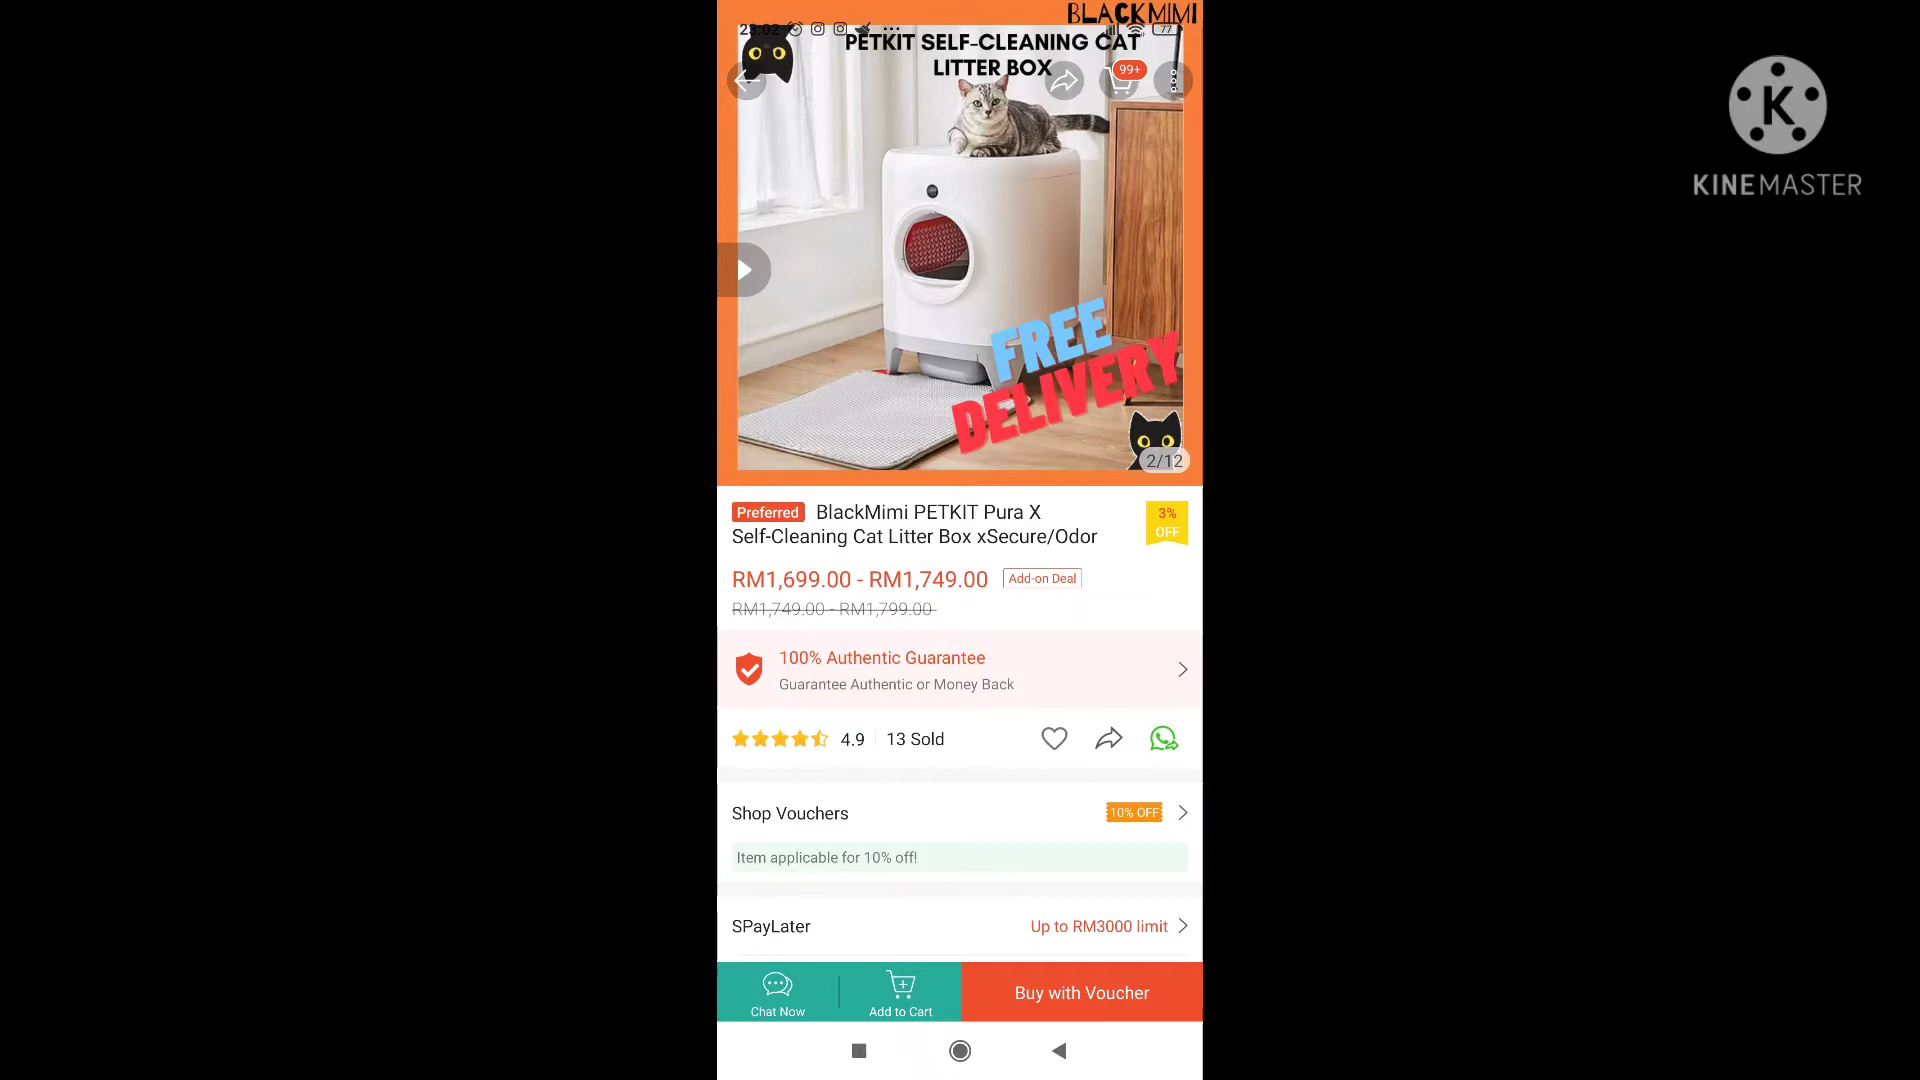 BLACKMIMI
23:02
77
PETKIT SELF-CLEANING CAT
LITTER BOX
99+
K
KINEMASTER
FREE
DELIVERY
2/12
Preferred BlackMimi PETKIT Pura X
Self-Cleaning Cat Litter Box xSecure/Odor
3%
OFF
RM1,699.00 - RM1,749.00 Add-on Deal
RM1,749.00 - RM1,799.00
100% Authentic Guarantee
Guarantee Authentic or Money Back
4.9 13 Sold
Shop Vouchers 10% OFF
Item applicable for 10% off!
SPayLater Up to RM3000 limit
Chat Now Add to Cart Buy with Voucher